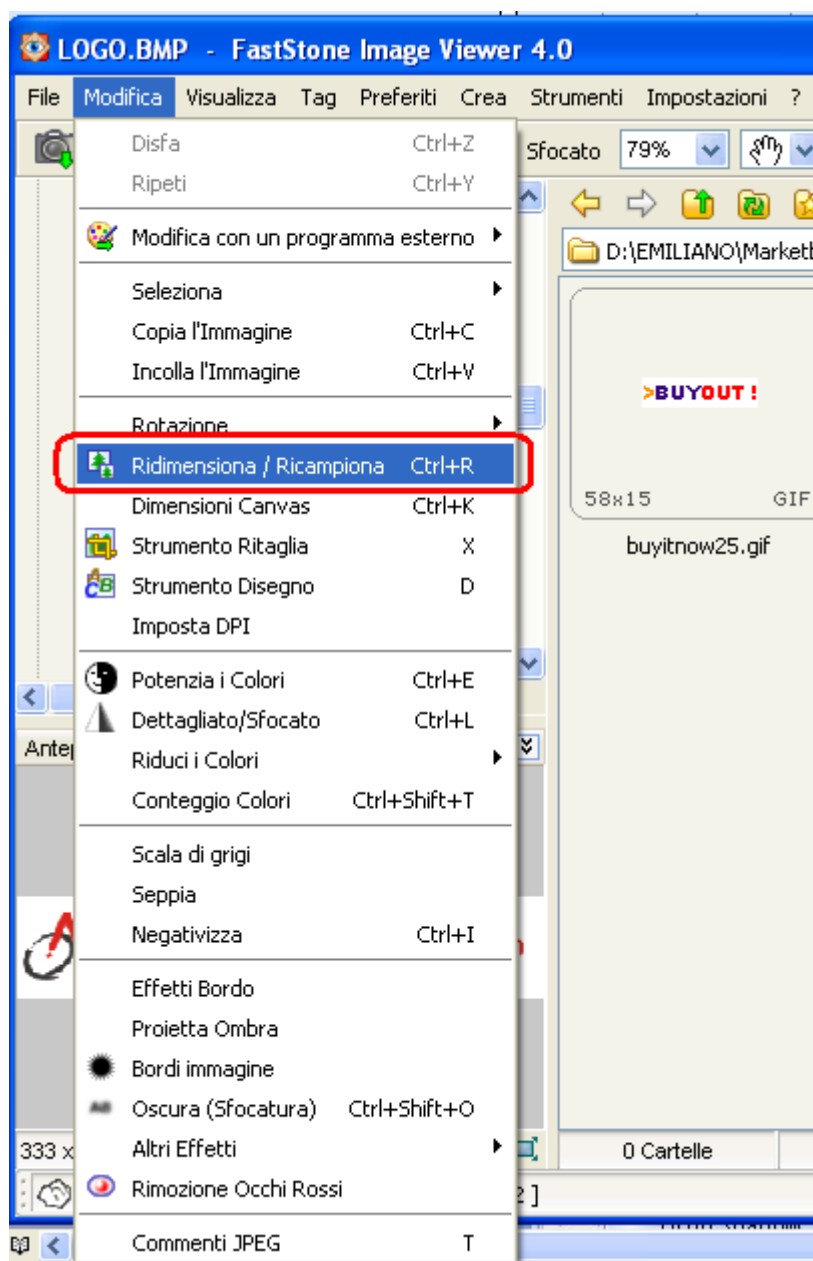 LOGO.BMP - FastStone Image Viewer 4.0
File Modifica Visualizza Tag Preferiti Crea Strumenti Impostazioni ?
Sfocato 79%
Disfa Ctrl+Z
Ripeti Ctrl+Y
Modifica con un programma esterno
Seleziona
Copia l'Immagine Ctrl+C
Incolla l'Immagine Ctrl+V
Rotazione
Ridimensiona / Ricampiona Ctrl+R
Dimensioni Canvas Ctrl+K
Strumento Ritaglia X
Strumento Disegno D
Imposta DPI
Potenzia i Colori Ctrl+E
Dettagliato/Sfocato Ctrl+L
Riduci i Colori
Conteggio Colori Ctrl+Shift+T
Scala di grigi
Seppia
Negativizza Ctrl+I
Effetti Bordo
Proietta Ombra
Bordi immagine
Oscura (Sfocatura) Ctrl+Shift+O
Altri Effetti
Rimozione Occhi Rossi
Commenti JPEG T
D:\EMILIANO\Market
>BUYOUT!
58x15 GIF
buyitnow25.gif
Ante
333 x
0 Cartelle
2 ]